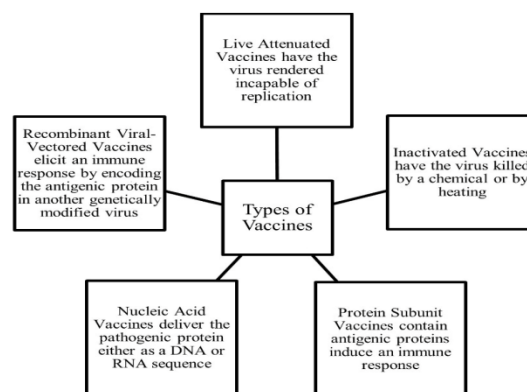 Live Attenuated
Vaccines have the
virus rendered
incapable of
replication
Recombinant Viral-
Vectored Vaccines
elicit an immune
response by encoding
the antigenic protein
in another genetically
modified virus
Inactivated Vaccines
have the virus killed
by a chemical or by
heating
Types of
Vaccines
Nucleic Acid
Vaccines deliver the
pathogenic protein
either as a DNA or
RNA sequence
Protein Subunit
Vaccines contain
antigenic proteins
induce an immune
response